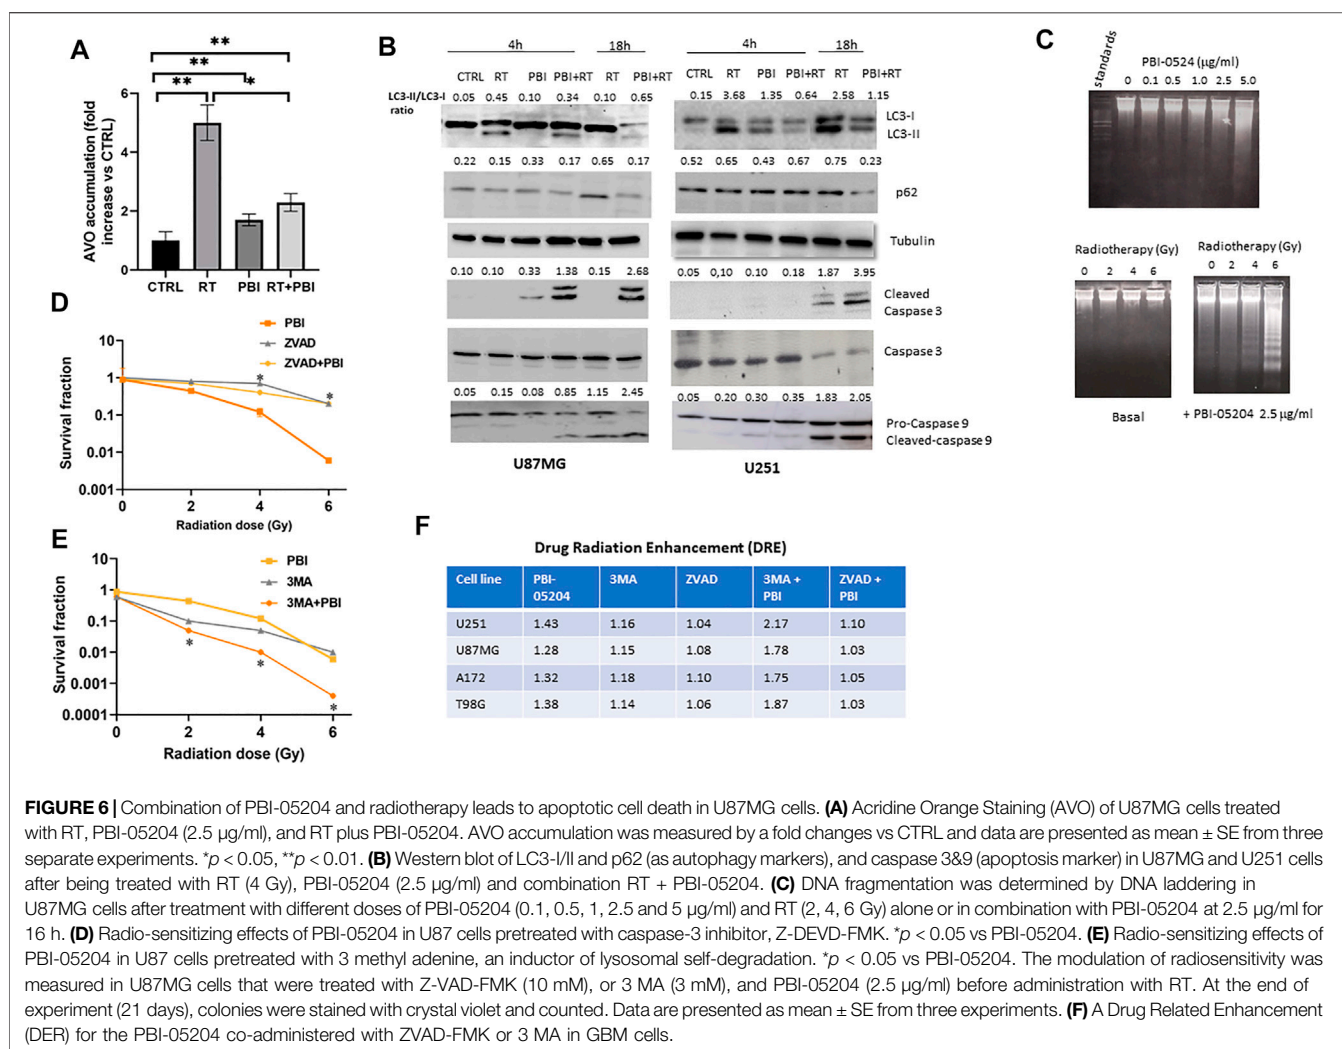 A
** 
**
**
*
AVO accumulation (fold
increase vs CTRL)
6
4
2
0
CTRL RT PBI RT+PBI
B
4h 18h 4h 18h
CTRL RT PBI PBI+RT RT PBI+RT CTRL RT PBI PBI+RT RT PBI+RT
LC3-II/LC3-I ratio
0.05 0.45 0.10 0.34 0.10 0.65 0.15 3.68 1.35 0.64 2.58 1.15
LC3-I
LC3-II
0.22 0.15 0.33 0.17 0.65 0.17 0.52 0.65 0.43 0.67 0.75 0.23
p62
Tubulin
0.10 0.10 0.33 1.38 0.15 2.68 0.05 0,10 0.10 0.18 1.87 3.95
Cleaved
Caspase 3
Caspase 3
0.05 0.15 0.08 0.85 1.15 2.45 0.05 0.20 0.30 0.35 1.83 2.05
Pro-Caspase 9
Cleaved-caspase 9
U87MG U251
C
standards
PBI-0524 (µg/ml)
0 0.1 0.5 1.0 2.5 5.0
Radiotherapy (Gy) Radiotherapy (Gy)
0 2 4 6 0 2 4 6
Basal + PBI-05204 2.5 µg/ml
D
PBI
ZVAD
ZVAD+PBI
Survival fraction
10
1
0.1
0.01
0.001
* *
0 2 4 6
Radiation dose (Gy)
E
PBI
3MA
3MA+PBI
Survival fraction
10
1
0.1
0.01
0.001
0.0001
* * *
0 2 4 6
Radiation dose (Gy)
F
Drug Radiation Enhancement (DRE)
Cell line PBI-05204 3MA ZVAD 3MA + PBI ZVAD + PBI
U251 1.43 1.16 1.04 2.17 1.10
U87MG 1.28 1.15 1.08 1.78 1.03
A172 1.32 1.18 1.10 1.75 1.05
T98G 1.38 1.14 1.06 1.87 1.03
FIGURE 6 | Combination of PBI-05204 and radiotherapy leads to apoptotic cell death in U87MG cells. (A) Acridine Orange Staining (AVO) of U87MG cells treated
with RT, PBI-05204 (2.5 µg/ml), and RT plus PBI-05204. AVO accumulation was measured by a fold changes vs CTRL and data are presented as mean ± SE from three
separate experiments. *p < 0.05, **p < 0.01. (B) Western blot of LC3-I/II and p62 (as autophagy markers), and caspase 3&9 (apoptosis marker) in U87MG and U251 cells
after being treated with RT (4 Gy), PBI-05204 (2.5 µg/ml) and combination RT + PBI-05204. (C) DNA fragmentation was determined by DNA laddering in
U87MG cells after treatment with different doses of PBI-05204 (0.1, 0.5, 1, 2.5 and 5 µg/ml) and RT (2, 4, 6 Gy) alone or in combination with PBI-05204 at 2.5 µg/ml for
16 h. (D) Radio-sensitizing effects of PBI-05204 in U87 cells pretreated with caspase-3 inhibitor, Z-DEVD-FMK. *p < 0.05 vs PBI-05204. (E) Radio-sensitizing effects of
PBI-05204 in U87 cells pretreated with 3 methyl adenine, an inductor of lysosomal self-degradation. *p < 0.05 vs PBI-05204. The modulation of radiosensitivity was
measured in U87MG cells that were treated with Z-VAD-FMK (10 mM), or 3 MA (3 mM), and PBI-05204 (2.5 µg/ml) before administration with RT. At the end of
experiment (21 days), colonies were stained with crystal violet and counted. Data are presented as mean ± SE from three experiments. (F) A Drug Related Enhancement
(DER) for the PBI-05204 co-administered with ZVAD-FMK or 3 MA in GBM cells.